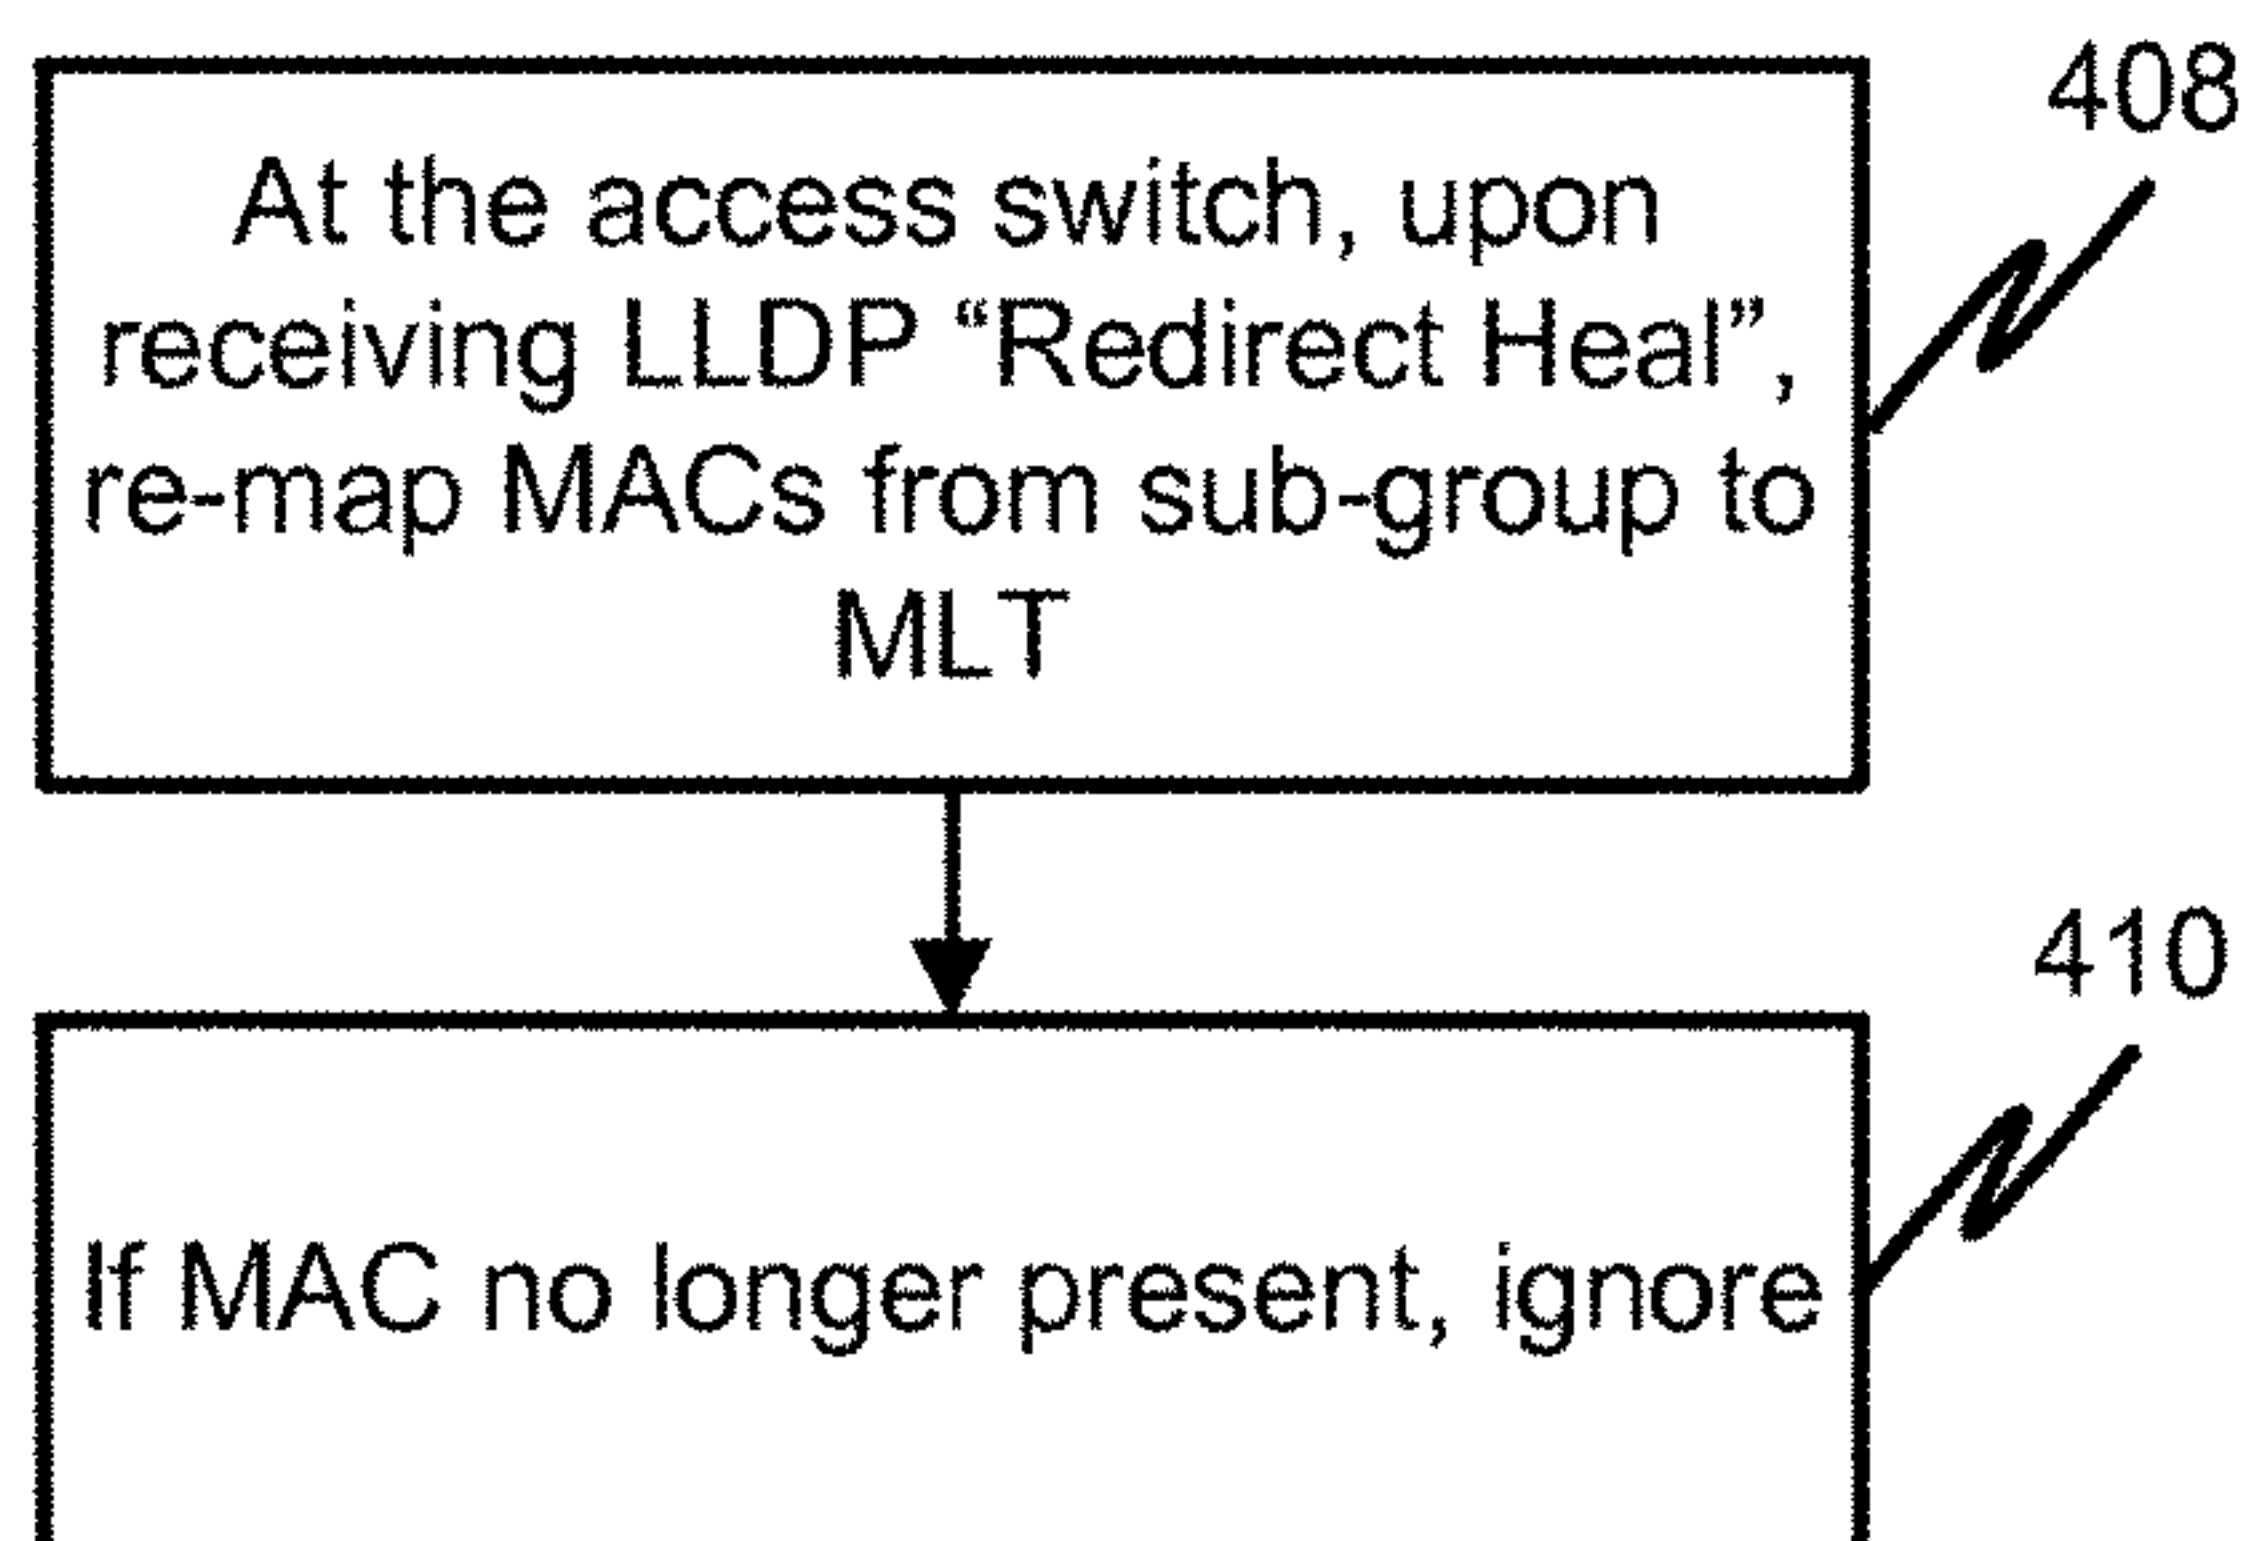 408
At the access switch, upon
receiving LLDP “Redirect Heal”,
re-map MACs from sub-group to
MLT
410
If MAC no longer present, ignore